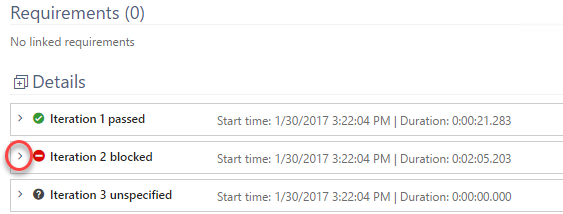 Requirements (0)
No linked requirements
Details
Iteration 1 passed Start time: 1/30/2017 3:22:04 PM | Duration: 0:00:21.283
Iteration 2 blocked Start time: 1/30/2017 3:22:04 PM | Duration: 0:02:05.203
Iteration 3 unspecified Start time: 1/30/2017 3:22:04 PM | Duration: 0:00:00.000